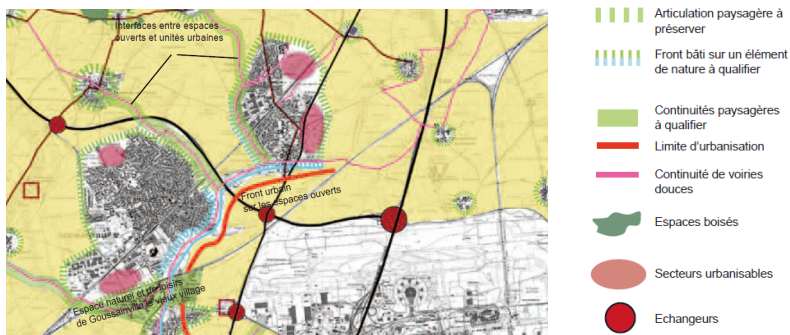 Interfaces entre espaces
ouverts et unités urbaines
Front urbain
sur les espaces ouverts
Espace naturel et de loisirs
de Goussainville le vieux village
Articulation paysagère à
préserver
Front bâti sur un élément
de nature à qualifier
Continuités paysagères
à qualifier
Limite d'urbanisation
Continuité de voiries
douces
Espaces boisés
Secteurs urbanisables
Echangeurs